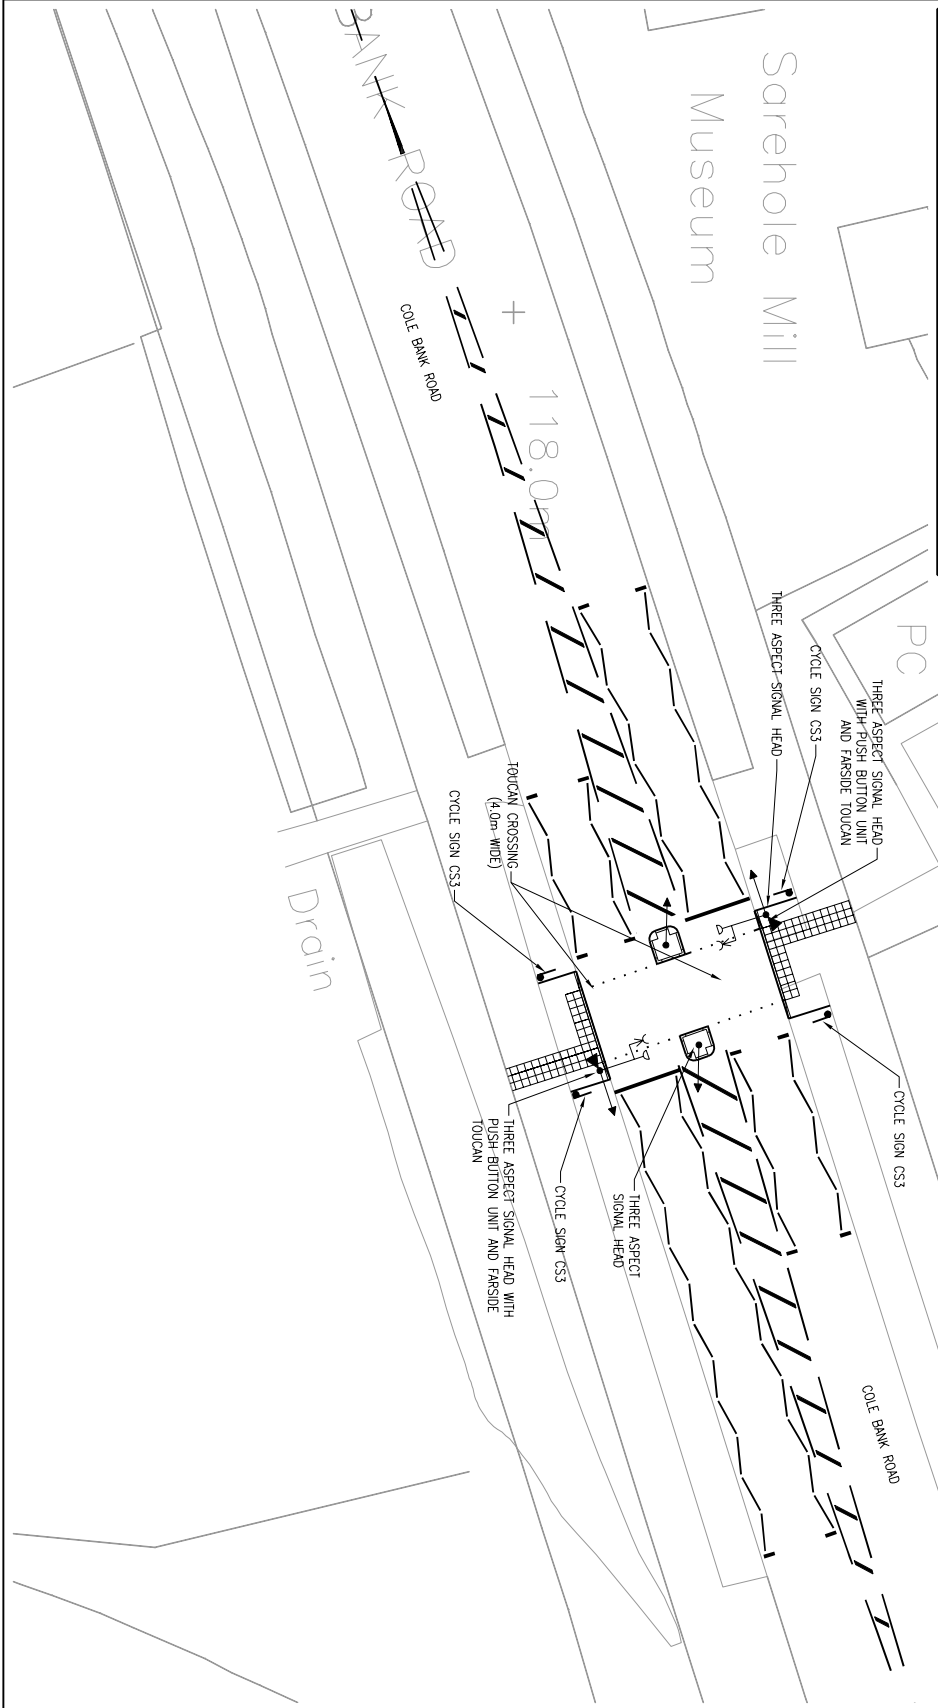 Sarehole Mill
Museum
BANK ROAD
COLE BANK ROAD
118.0m
PC
THREE ASPECT SIGNAL HEAD
WITH PUSH BUTTON UNIT
AND FARSIDE TOUCAN
CYCLE SIGN CS3
THREE ASPECT SIGNAL HEAD
TOUCAN CROSSING
(4.0m WIDE)
CYCLE SIGN CS3
Drain
CYCLE SIGN CS3
THREE ASPECT
SIGNAL HEAD
CYCLE SIGN CS3
THREE ASPECT SIGNAL HEAD WITH
PUSH BUTTON UNIT AND FARSIDE
TOUCAN
COLE BANK ROAD